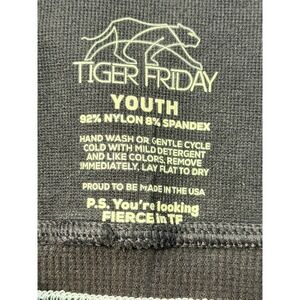 TIGER FRIDAY
YOUTH
92% NYLON 8% SPANDEX
HAND WASH OR GENTLE CYCLE
COLD WITH MILD DETERGENT
AND LIKE COLORS, REMOVE
IMMEDIATELY, LAY FLAT TO DRY
PROUD TO BE MADE IN THE USA
P.S. You're looking
FIERCE in TF